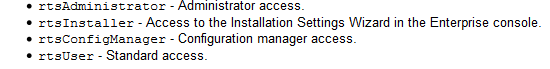 • rtsAdministrator - Administrator access.
• rtsInstaller - Access to the Installation Settings Wizard in the Enterprise console.
• rtsConfigManager - Configuration manager access.
• rtsUser - Standard access.